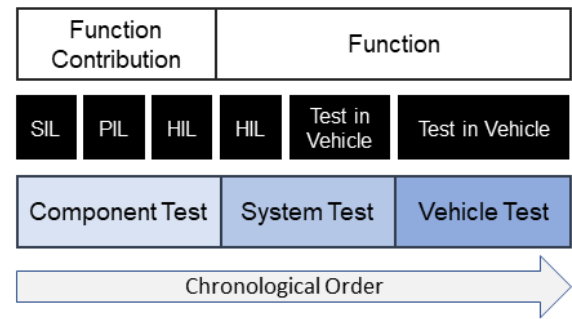 Function
Contribution
Function
SIL
PIL
HIL
HIL
Test in
Vehicle
Test in Vehicle
Component Test
System Test
Vehicle Test
Chronological Order